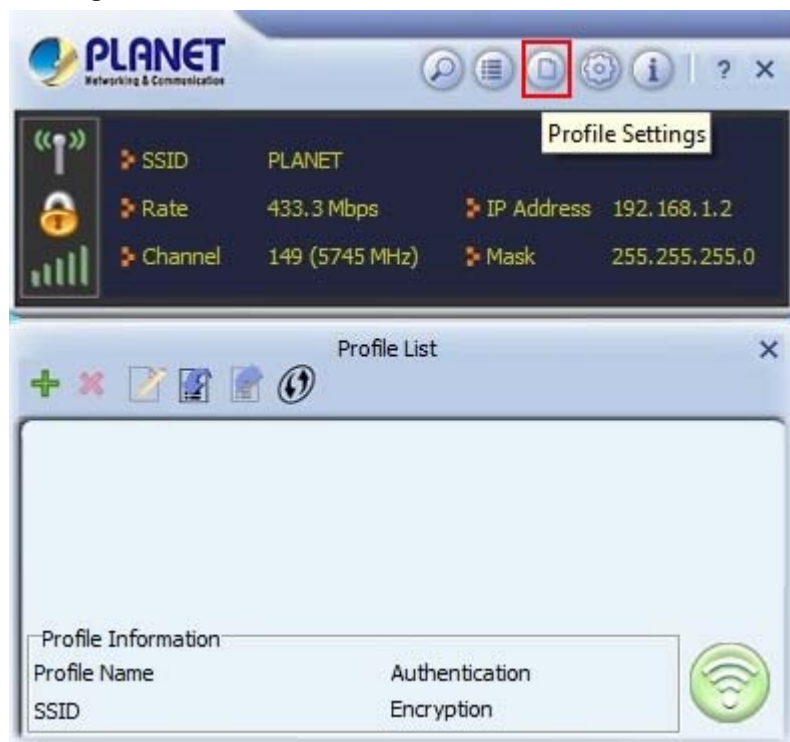 PLANET
Networking & Communication
? ×
Profile Settings
SSID PLANET
Rate 433.3 Mbps IP Address 192.168.1.2
Channel 149 (5745 MHz) Mask 255.255.255.0
Profile List ×
Profile Information
Profile Name Authentication
SSID Encryption